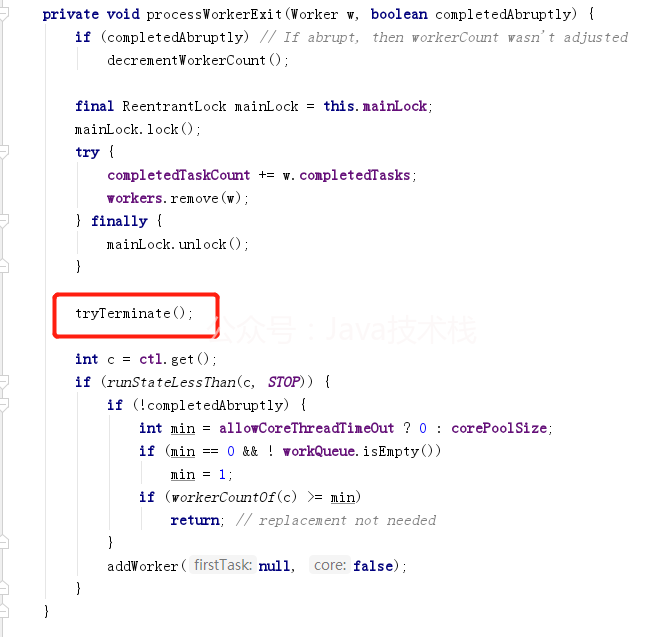 private void processWorkerExit(Worker w, boolean completedAbruptly) {
if (completedAbruptly) // If abrupt, then workerCount wasn't adjusted
decrementWorkerCount();
final ReentrantLock mainLock = this.mainLock;
mainLock.lock();
try {
completedTaskCount += w.completedTasks;
workers.remove(w);
} finally {
mainLock.unlock();
}
tryTerminate();
公众号：Java技术栈
int c = ctl.get();
if (runStateLessThan(c, STOP)) {
if (!completedAbruptly) {
int min = allowCoreThreadTimeOut ? 0 : corePoolSize;
if (min == 0 && ! workQueue.isEmpty())
min = 1;
if (workerCountOf(c) >= min)
return; // replacement not needed
}
addWorker( firstTask: null, core: false);
}
}